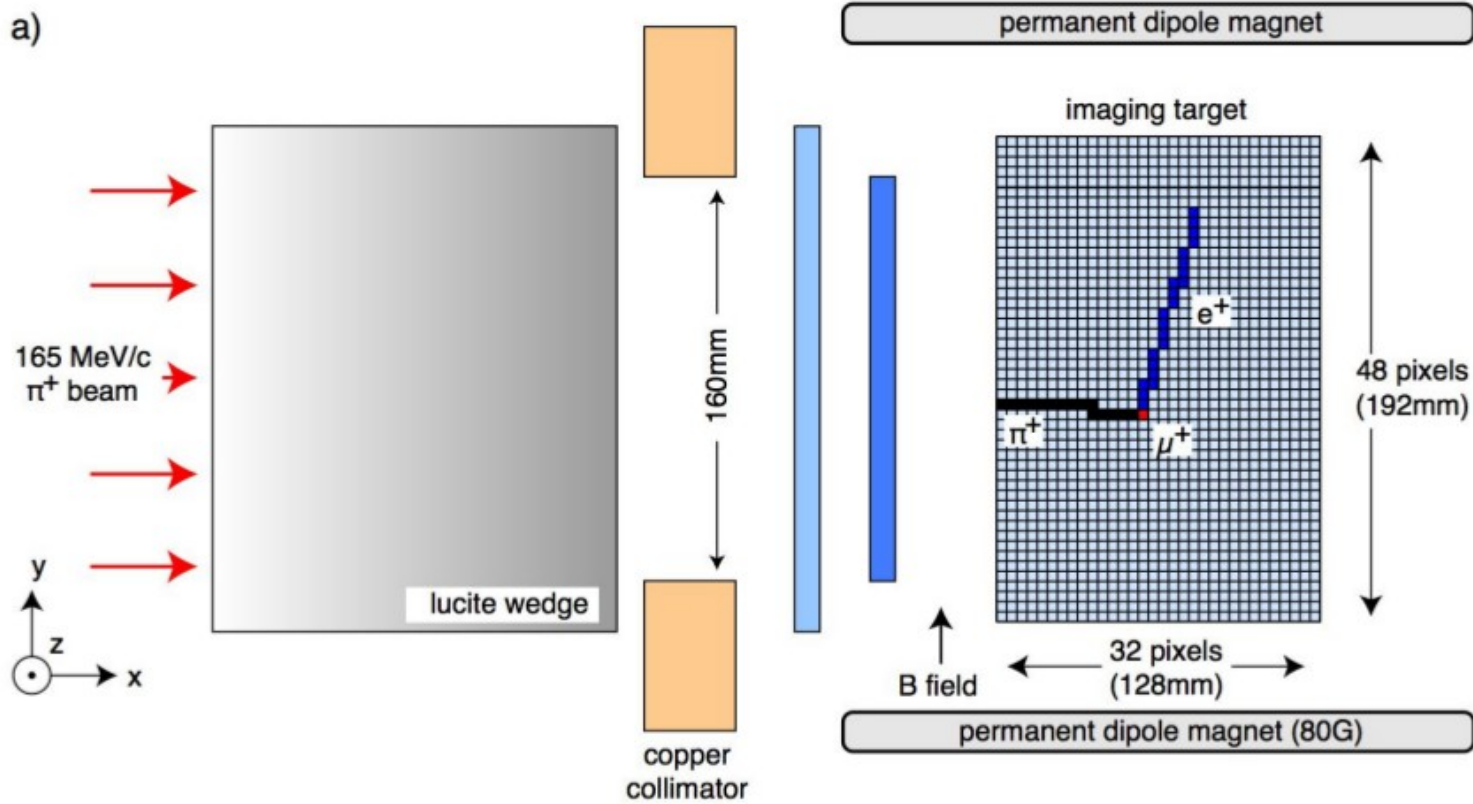 a)
permanent dipole magnet
imaging target
165 MeV/c
π⁺ beam
160mm
e⁺
48 pixels
(192mm)
π⁺
μ⁺
lucite wedge
y
z
x
B field
32 pixels
(128mm)
permanent dipole magnet (80G)
copper
collimator